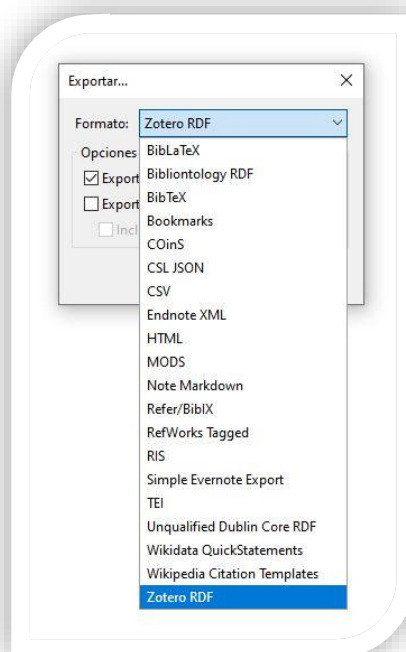 Exportar...
Formato: Zotero RDF
Opciones
Export
Export
Incl
BibLaTeX
Bibliontology RDF
BibTeX
Bookmarks
COinS
CSL JSON
CSV
Endnote XML
HTML
MODS
Note Markdown
Refer/BibIX
RefWorks Tagged
RIS
Simple Evernote Export
TEI
Unqualified Dublin Core RDF
Wikidata QuickStatements
Wikipedia Citation Templates
Zotero RDF